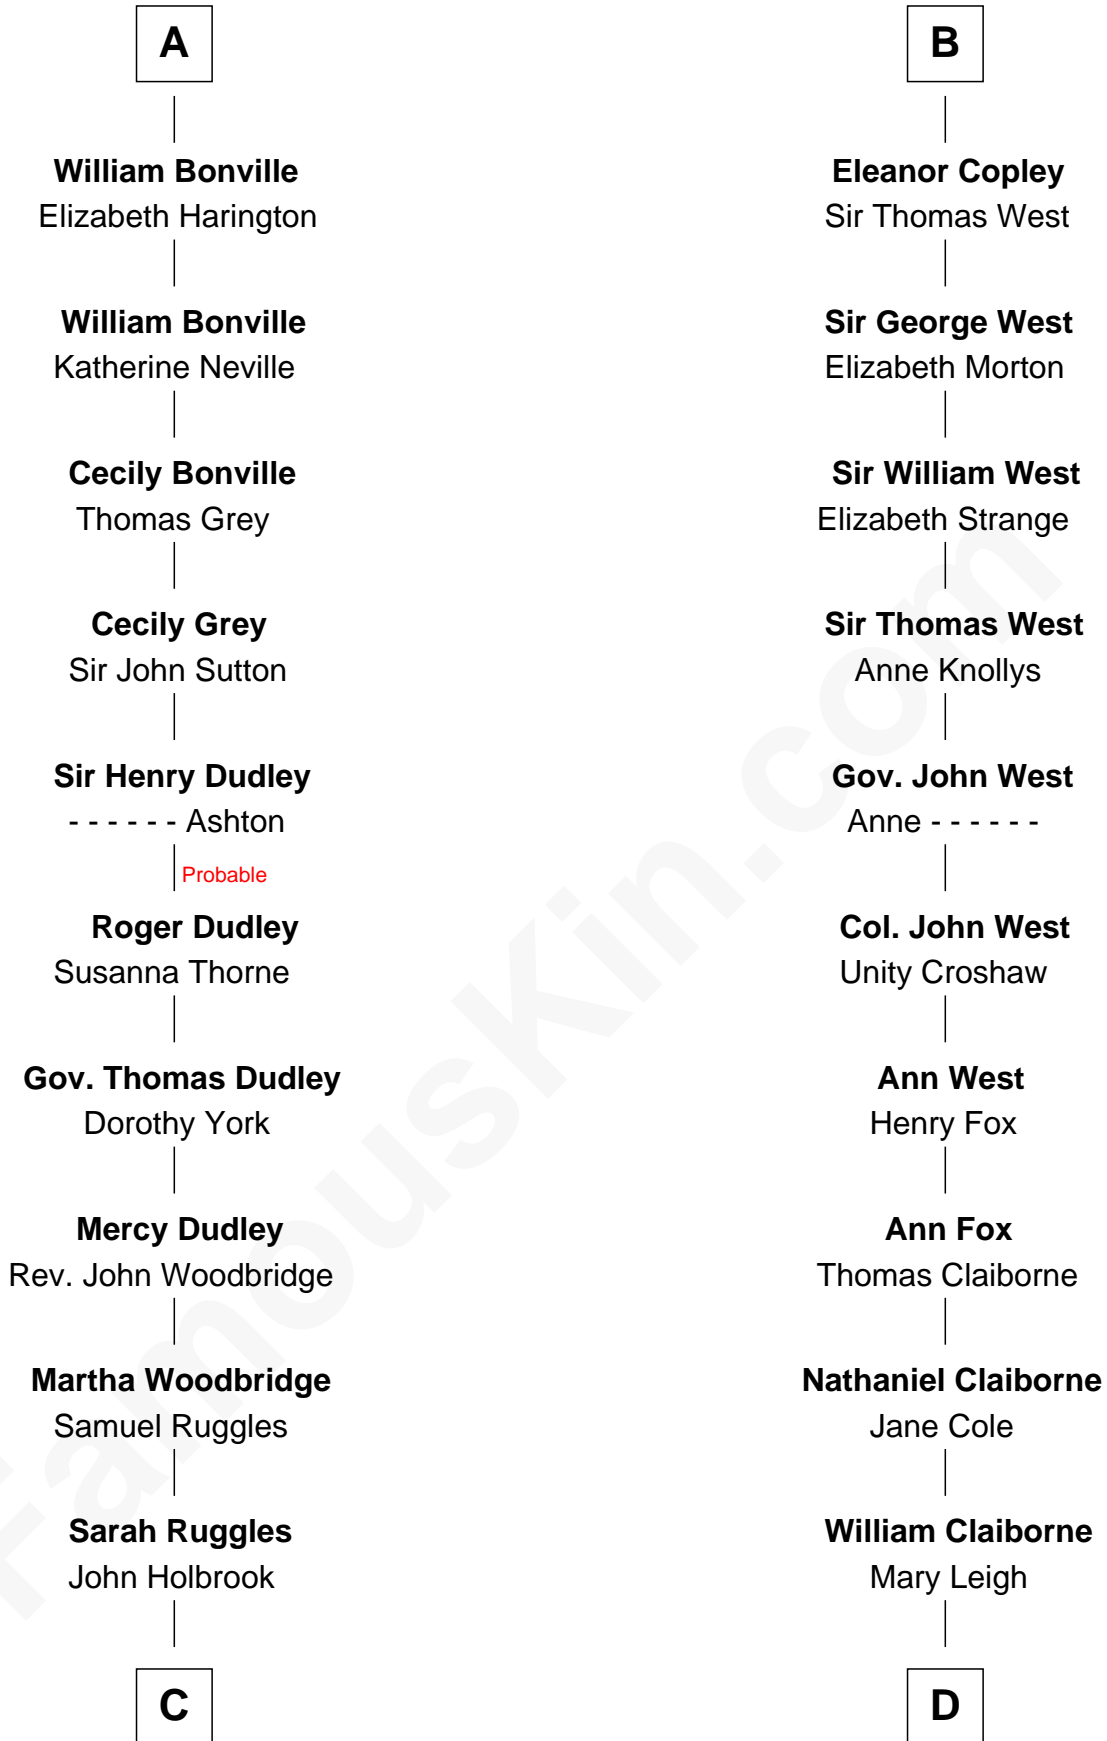 A
William Bonville
Elizabeth Harington
William Bonville
Katherine Neville
Cecily Bonville
Thomas Grey
Cecily Grey
Sir John Sutton
Sir Henry Dudley
- - - - - - Ashton
Probable
Roger Dudley
Susanna Thorne
Gov. Thomas Dudley
Dorothy York
Mercy Dudley
Rev. John Woodbridge
Martha Woodbridge
Samuel Ruggles
Sarah Ruggles
John Holbrook
C
B
Eleanor Copley
Sir Thomas West
Sir George West
Elizabeth Morton
Sir William West
Elizabeth Strange
Sir Thomas West
Anne Knollys
Gov. John West
Anne - - - - - -
Col. John West
Unity Croshaw
Ann West
Henry Fox
Ann Fox
Thomas Claiborne
Nathaniel Claiborne
Jane Cole
William Claiborne
Mary Leigh
D
FamousKin.com